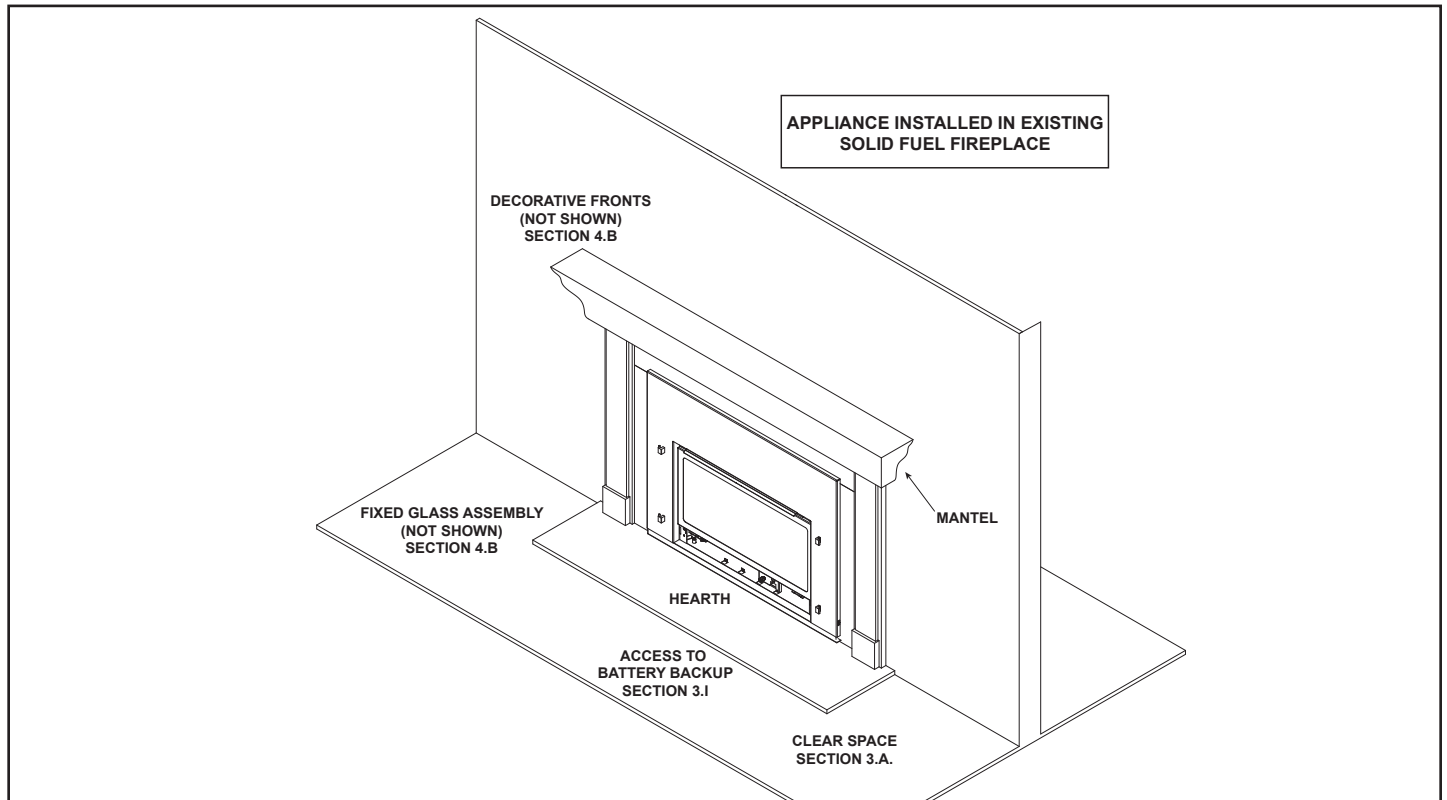 APPLIANCE INSTALLED IN EXISTING
SOLID FUEL FIREPLACE
DECORATIVE FRONTS
(NOT SHOWN)
SECTION 4.B
FIXED GLASS ASSEMBLY
(NOT SHOWN)
SECTION 4.B
MANTEL
HEARTH
ACCESS TO
BATTERY BACKUP
SECTION 3.I
CLEAR SPACE
SECTION 3.A.